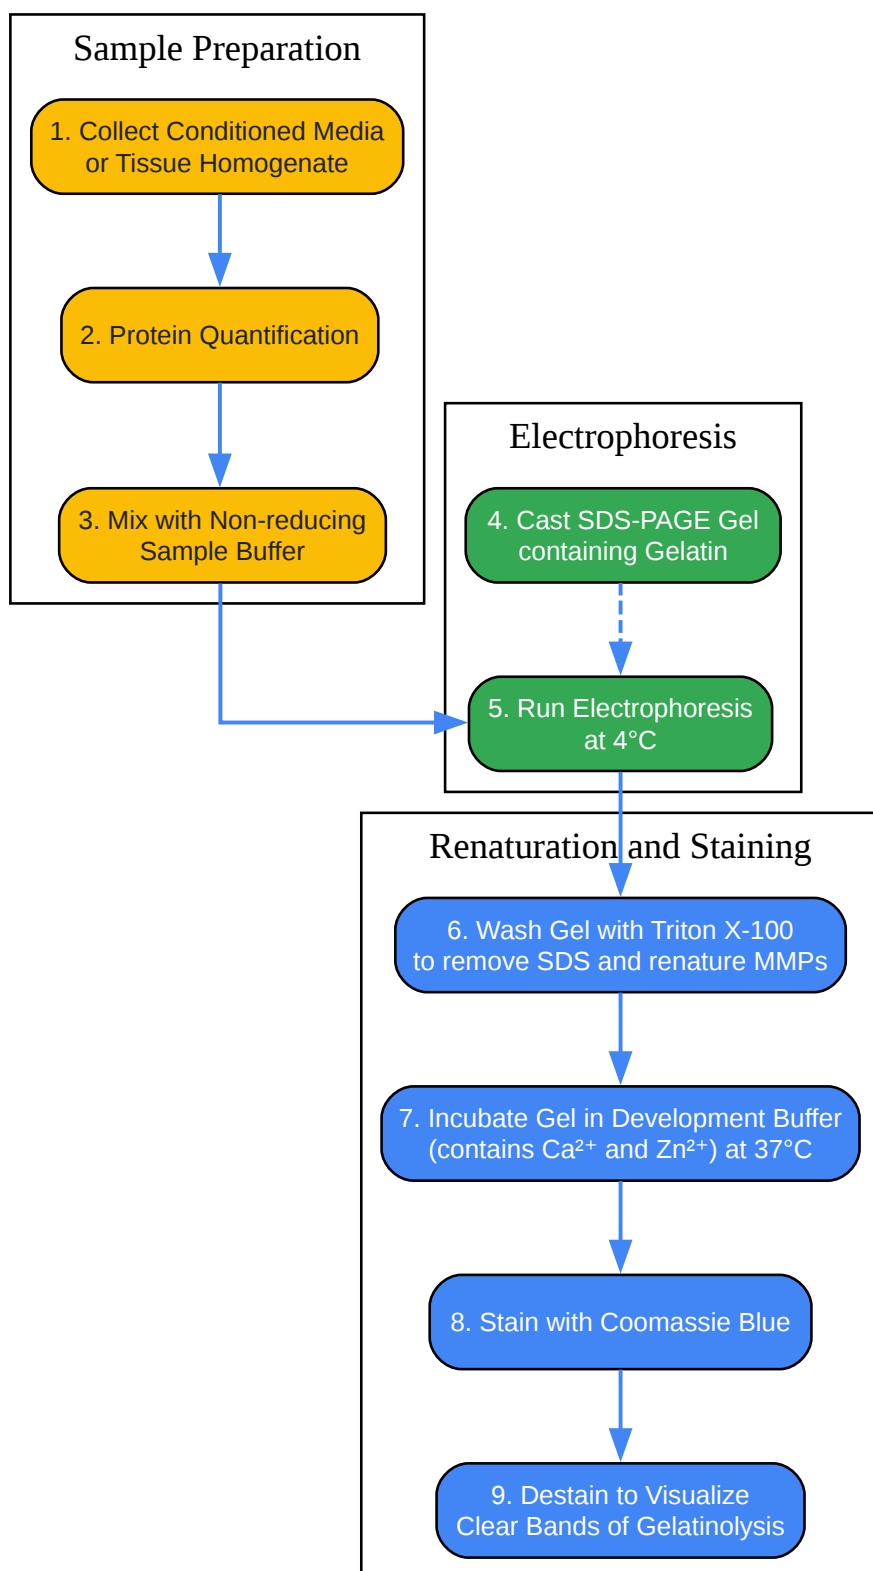 Sample Preparation
1. Collect Conditioned Media
or Tissue Homogenate
2. Protein Quantification
3. Mix with Non-reducing
Sample Buffer
Electrophoresis
4. Cast SDS-PAGE Gel
containing Gelatin
5. Run Electrophoresis
at 4°C
Renaturation and Staining
6. Wash Gel with Triton X-100
to remove SDS and renature MMPs
7. Incubate Gel in Development Buffer
(contains Ca²⁺ and Zn²⁺) at 37°C
8. Stain with Coomassie Blue
9. Destain to Visualize
Clear Bands of Gelatinolysis